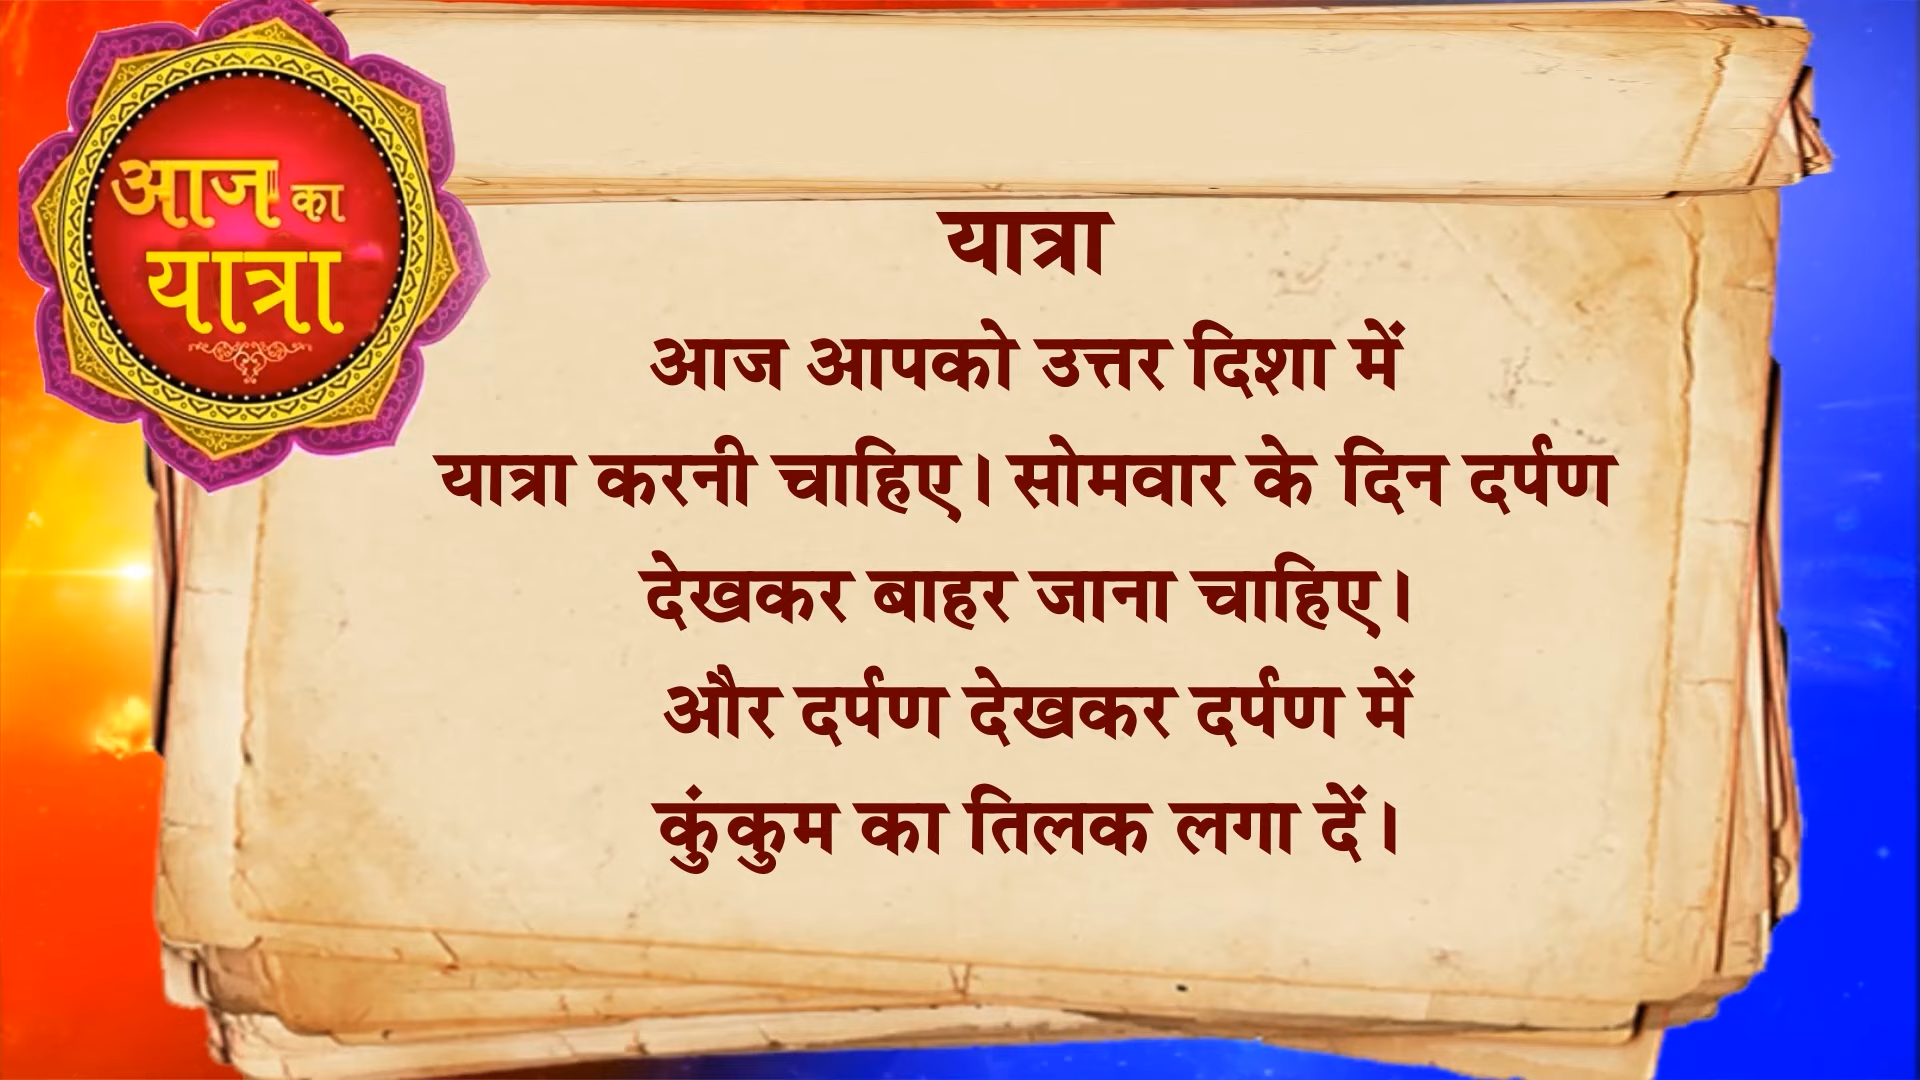 आज का
यात्रा
यात्रा
आज आपको उत्तर दिशा में
यात्रा करनी चाहिए। सोमवार के दिन दर्पण
देखकर बाहर जाना चाहिए।
और दर्पण देखकर दर्पण में
कुंकुम का तिलक लगा दें।